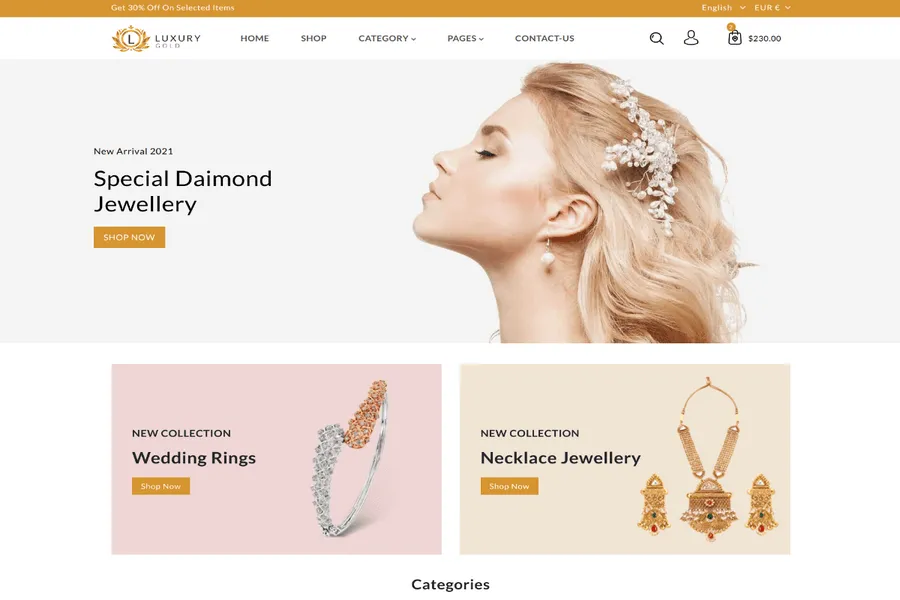 Get 30% Off On Selected Items
English
EUR €
L
LUXURY
GOLD
HOME
SHOP
CATEGORY
PAGES
CONTACT-US
2
$230.00
New Arrival 2021
Special Daimond
Jewellery
SHOP NOW
NEW COLLECTION
Wedding Rings
Shop Now
NEW COLLECTION
Necklace Jewellery
Shop Now
Categories